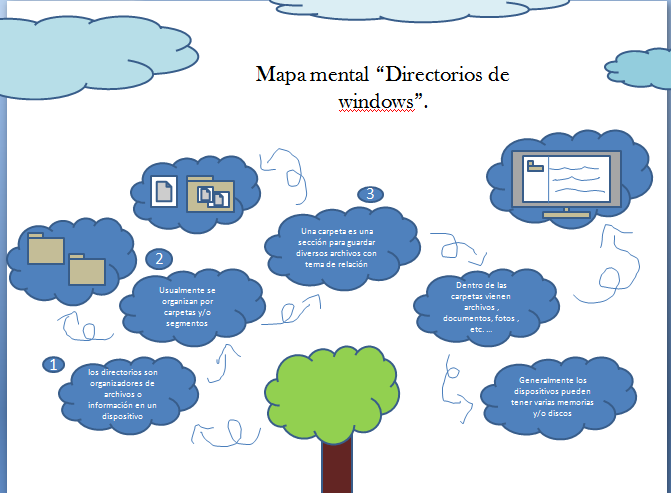 Mapa mental “Directorios de
windows”.
1
los directorios son
organizadores de
archivos o
información en un
dispositivo
2
Usualmente se
organizan por
carpetas y/o
segmentos
3
Una carpeta es una
sección para guardar
diversos archivos con
tema de relación
Dentro de las
carpetas vienen
archivos ,
documentos, fotos ,
etc. ...
Generalmente los
dispositivos pueden
tener varias memorias
y/o discos